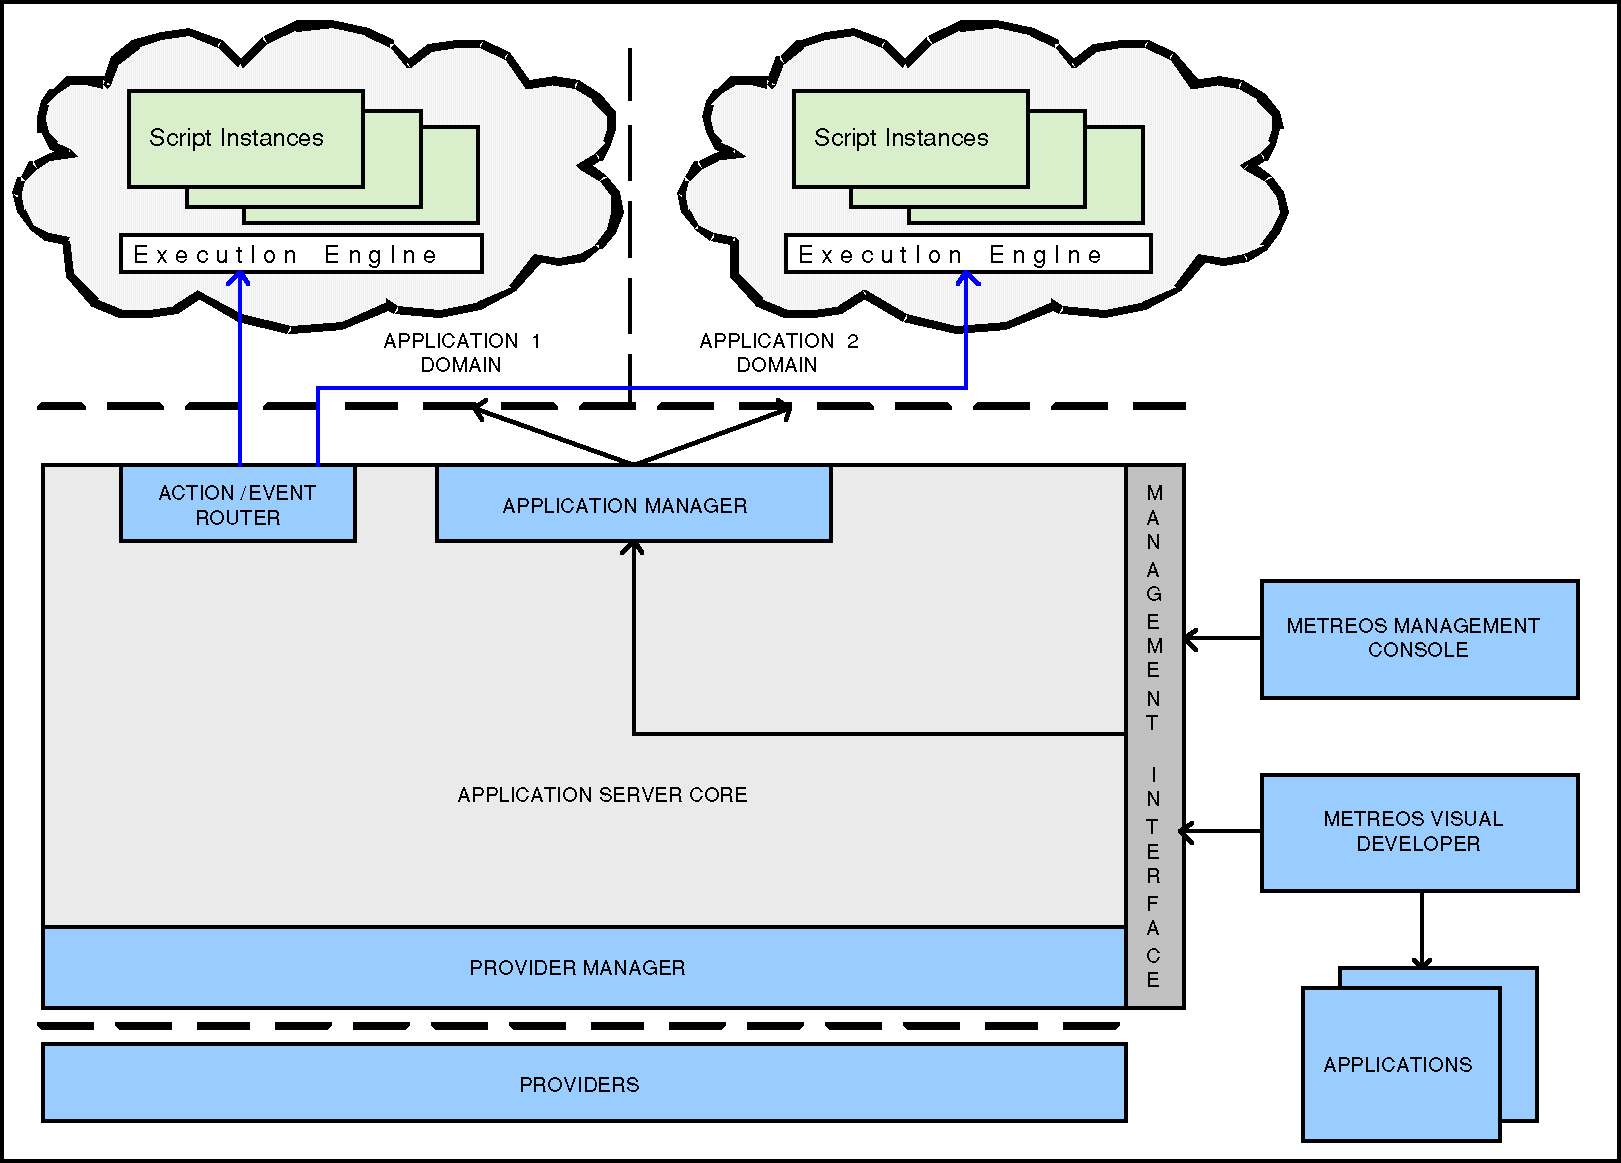 Script Instances
Script Instances
Execution Engine
Execution Engine
APPLICATION 1
DOMAIN
APPLICATION 2
DOMAIN
ACTION /EVENT
ROUTER
APPLICATION MANAGER
MANAGEMENT INTERFACE
METREOS MANAGEMENT
CONSOLE
APPLICATION SERVER CORE
METREOS VISUAL
DEVELOPER
PROVIDER MANAGER
APPLICATIONS
PROVIDERS